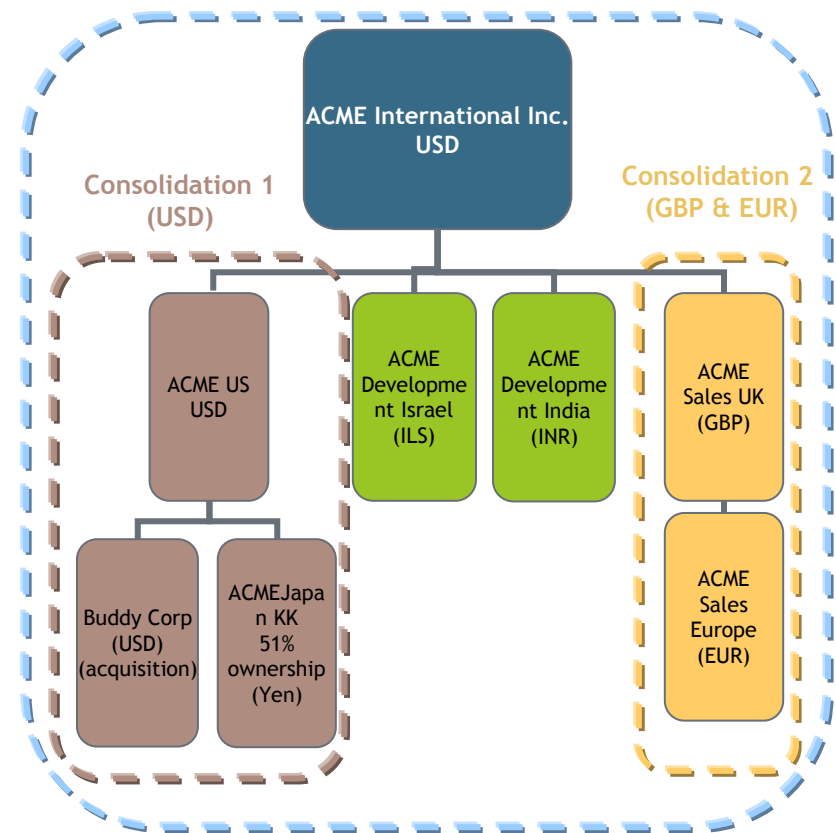 ACME International Inc.
USD
Consolidation 1
(USD)
Consolidation 2
(GBP & EUR)
ACME US
USD
ACME
Developme
nt Israel
(ILS)
ACME
Developme
nt India
(INR)
ACME
Sales UK
(GBP)
Buddy Corp
(USD)
(acquisition)
ACMEJapa
n KK
51%
ownership
(Yen)
ACME
Sales
Europe
(EUR)